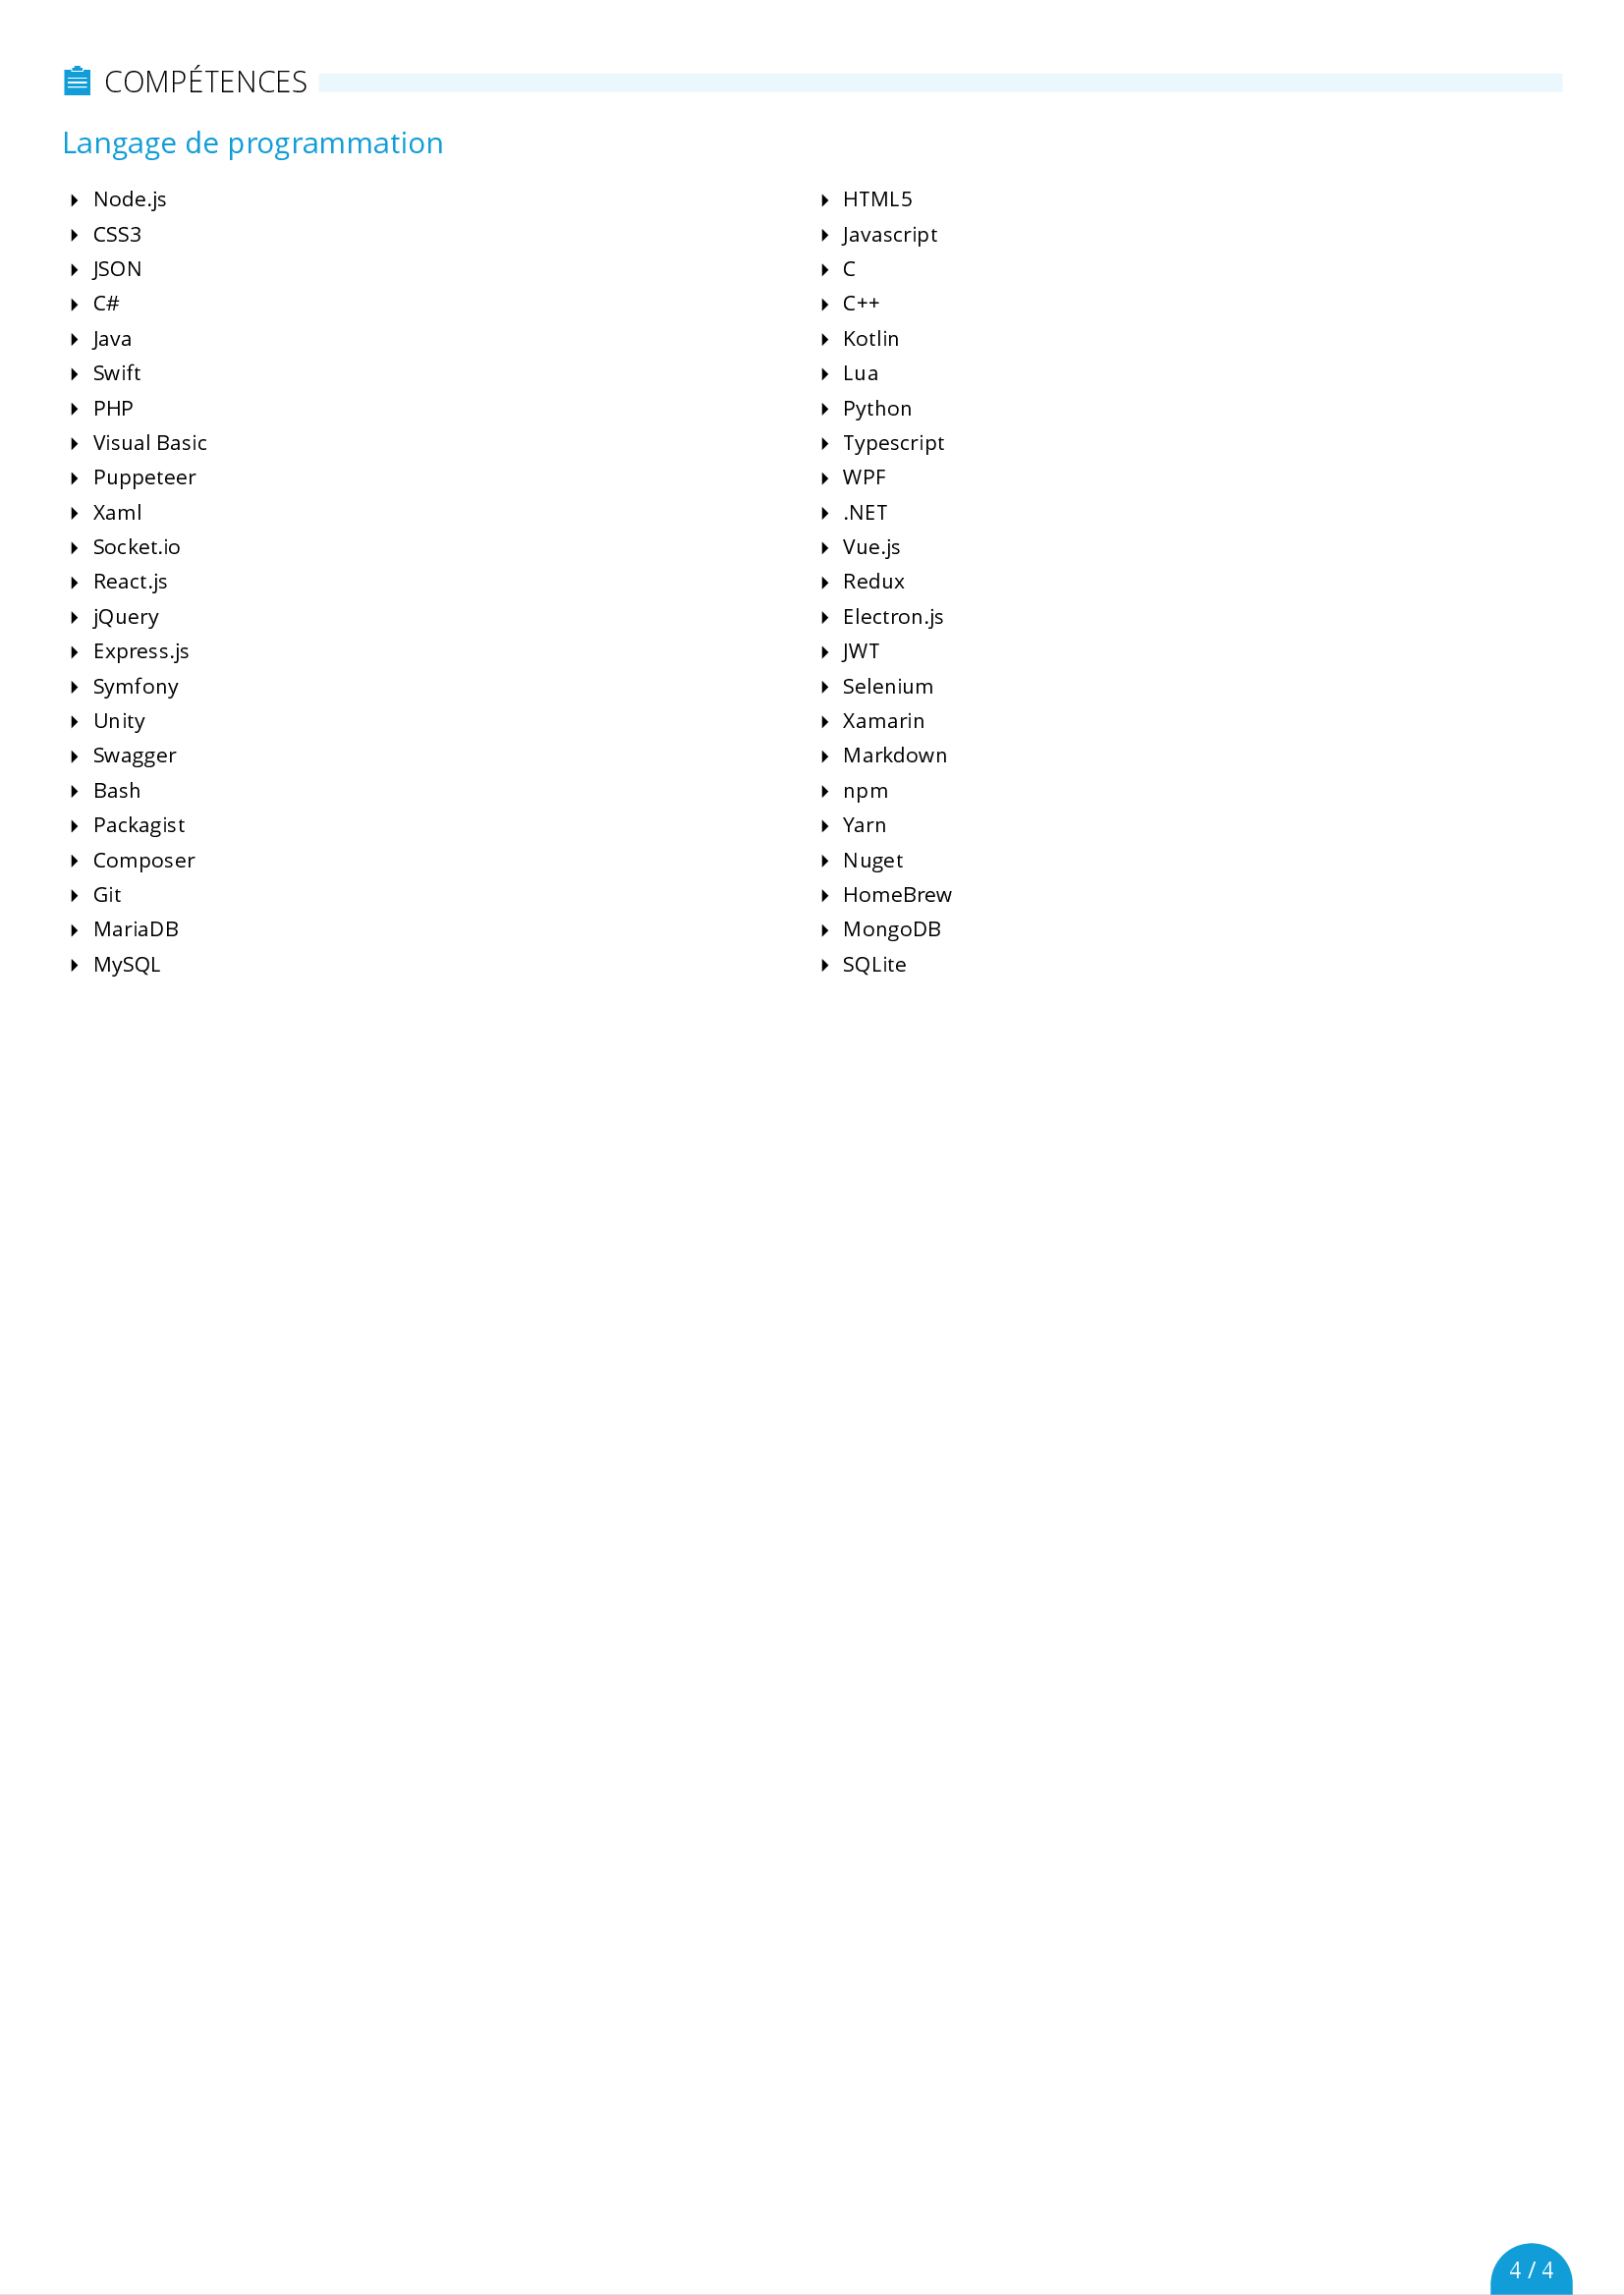 COMPÉTENCES
Langage de programmation
Node.js
HTML5
CSS3
Javascript
JSON
C
C#
C++
Java
Kotlin
Swift
Lua
PHP
Python
Visual Basic
Typescript
Puppeteer
WPF
Xaml
.NET
Socket.io
Vue.js
React.js
Redux
jQuery
Electron.js
Express.js
JWT
Symfony
Selenium
Unity
Xamarin
Swagger
Markdown
Bash
npm
Packagist
Yarn
Composer
Nuget
Git
HomeBrew
MariaDB
MongoDB
MySQL
SQLite
4 / 4